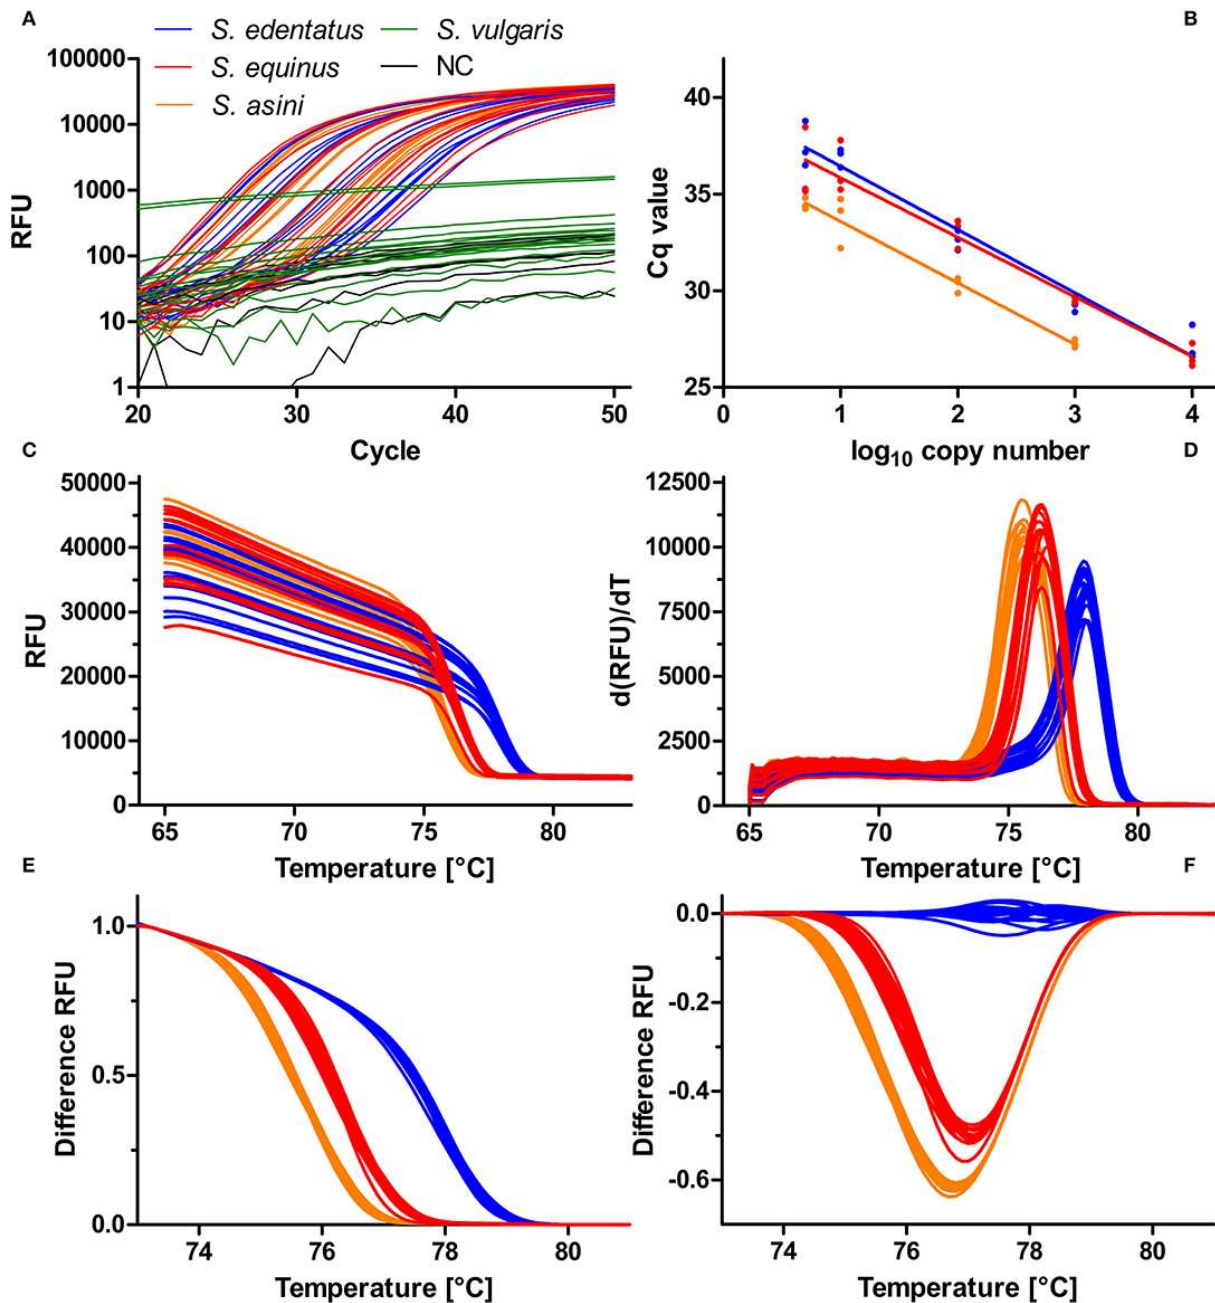 A
S. edentatus
S. vulgaris
S. equinus
NC
S. asini
100000
10000
1000
100
10
1
RFU
20
30
40
50
Cycle
B
40
35
30
25
Cq value
0
1
2
3
4
log10 copy number
C
50000
40000
30000
20000
10000
0
RFU
65
70
75
80
Temperature [°C]
D
12500
10000
7500
5000
2500
0
d(RFU)/dT
65
70
75
80
Temperature [°C]
E
1.0
0.5
0.0
Difference RFU
74
76
78
80
Temperature [°C]
F
0.0
-0.2
-0.4
-0.6
Difference RFU
74
76
78
80
Temperature [°C]